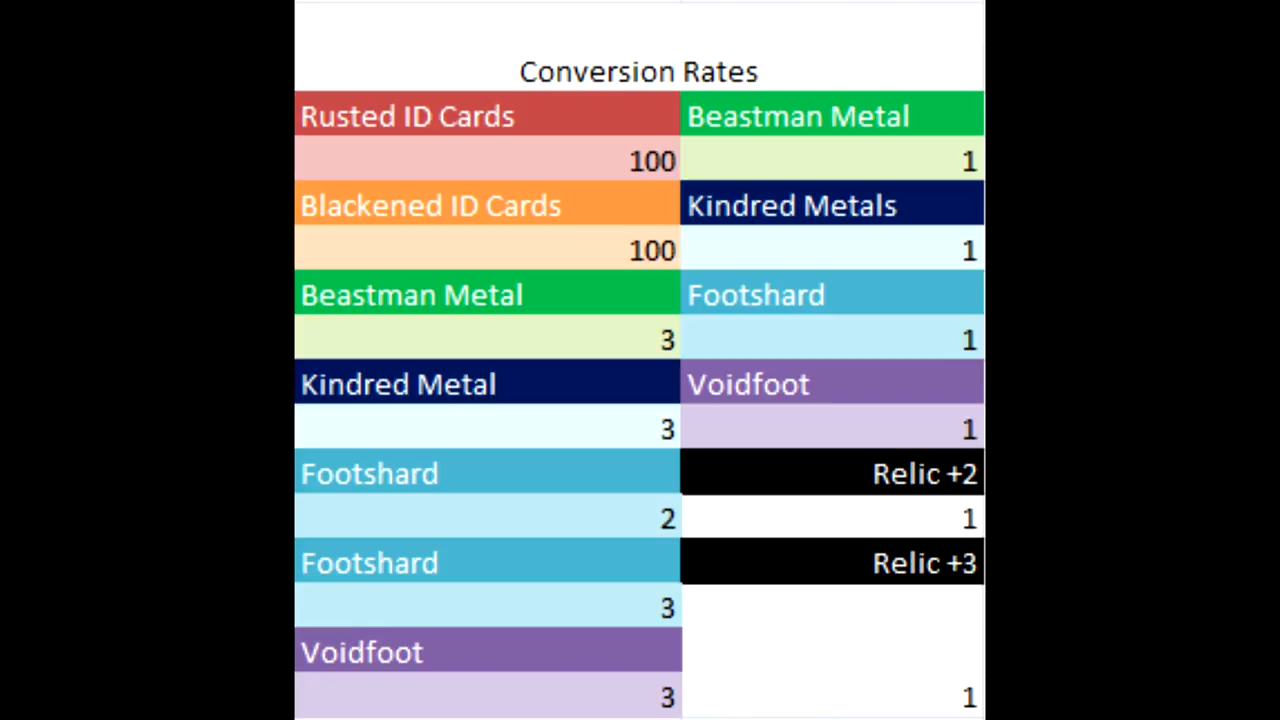 Conversion Rates
Rusted ID Cards Beastman Metal
100 1
Blackened ID Cards Kindred Metals
100 1
Beastman Metal Footshard
3 1
Kindred Metal Voidfoot
3 1
Footshard Relic +2
2 1
Footshard Relic +3
3
Voidfoot
3 1